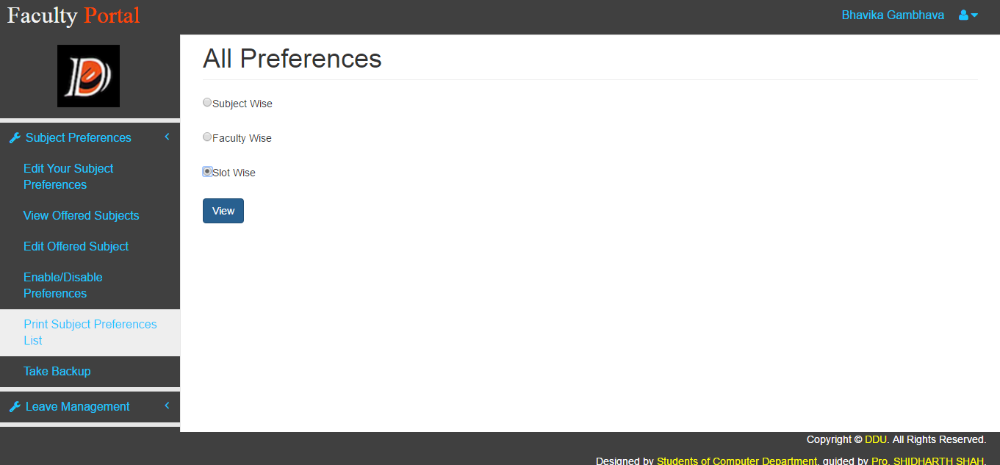 Faculty Portal
Bhavika Gambhava
D
Subject Preferences
Edit Your Subject
Preferences
View Offered Subjects
Edit Offered Subject
Enable/Disable
Preferences
Print Subject Preferences
List
Take Backup
Leave Management
All Preferences
Subject Wise
Faculty Wise
Slot Wise
View
Copyright © DDU. All Rights Reserved.
Designed by Students of Computer Department, guided by Pro. SHIDHARTH SHAH.